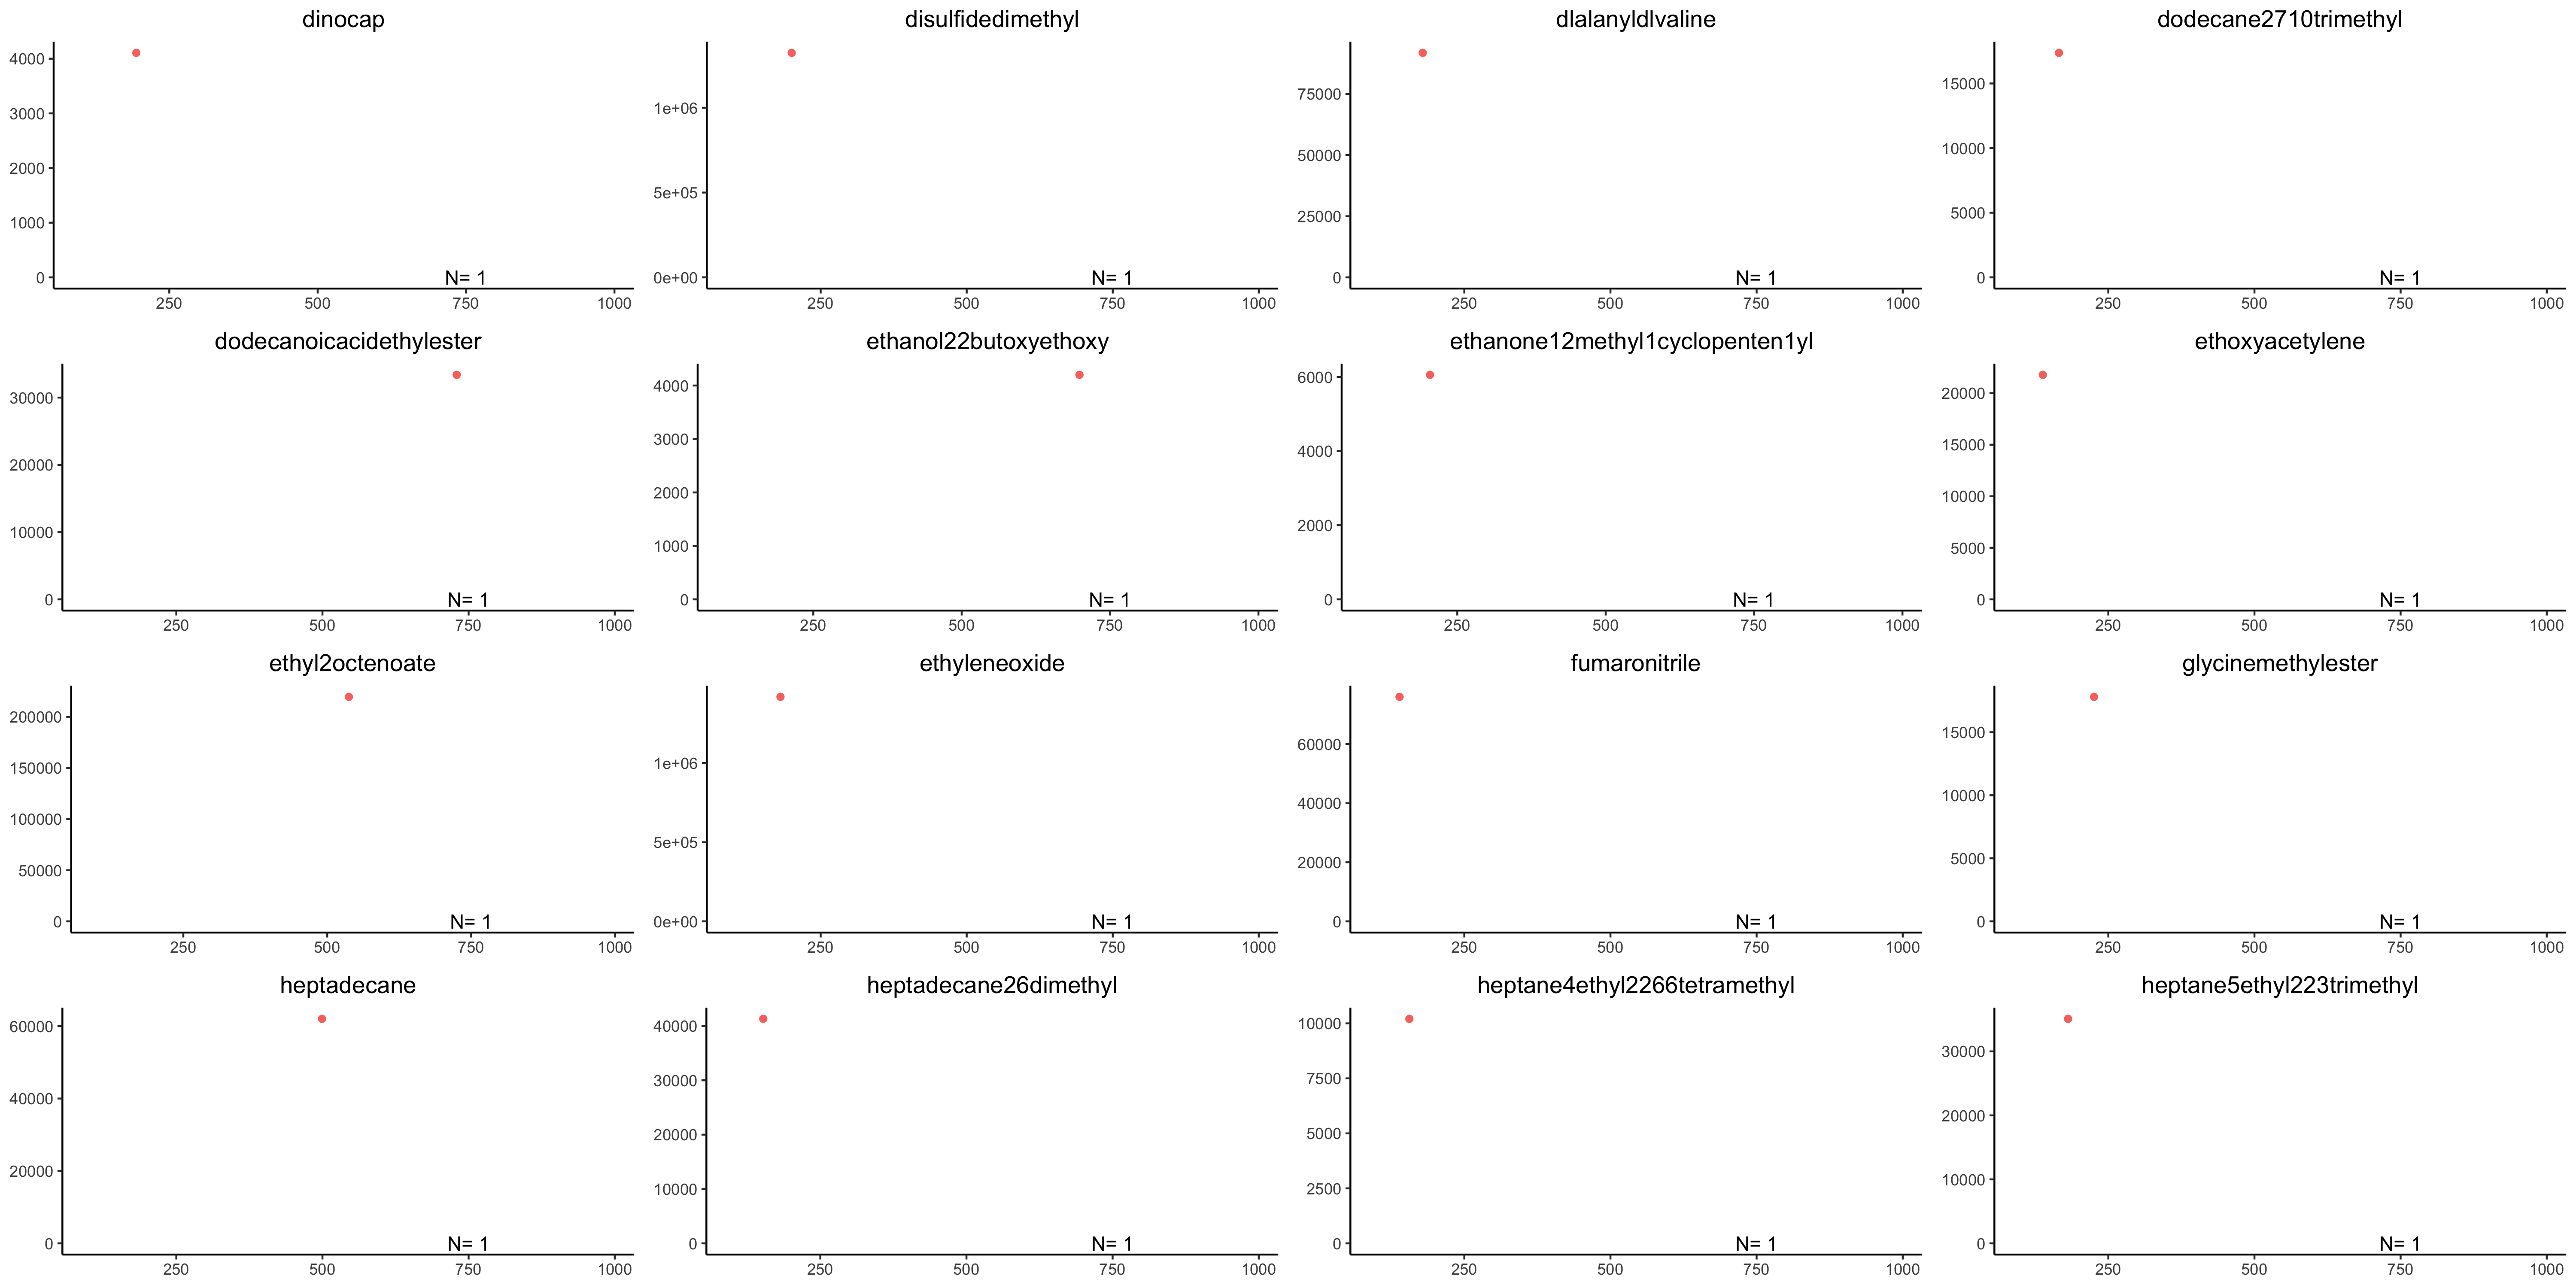 dinocap
4000
3000
2000
1000
0
N= 1
250 500 750 1000
disulfidedimethyl
1e+06
5e+05
0e+00
N= 1
250 500 750 1000
dlalanyldlvaline
75000
50000
25000
0
N= 1
250 500 750 1000
dodecane2710trimethyl
15000
10000
5000
0
N= 1
250 500 750 1000
dodecanoicacidethylester
30000
20000
10000
0
N= 1
250 500 750 1000
ethanol22butoxyethoxy
4000
3000
2000
1000
0
N= 1
250 500 750 1000
ethanone12methyl1cyclopenten1yl
6000
4000
2000
0
N= 1
250 500 750 1000
ethoxyacetylene
20000
15000
10000
5000
0
N= 1
250 500 750 1000
ethyl2octenoate
200000
150000
100000
50000
0
N= 1
250 500 750 1000
ethyleneoxide
1e+06
5e+05
0e+00
N= 1
250 500 750 1000
fumaronitrile
60000
40000
20000
0
N= 1
250 500 750 1000
glycinemethylester
15000
10000
5000
0
N= 1
250 500 750 1000
heptadecane
60000
40000
20000
0
N= 1
250 500 750 1000
heptadecane26dimethyl
40000
30000
20000
10000
0
N= 1
250 500 750 1000
heptane4ethyl2266tetramethyl
10000
7500
5000
2500
0
N= 1
250 500 750 1000
heptane5ethyl223trimethyl
30000
20000
10000
0
N= 1
250 500 750 1000